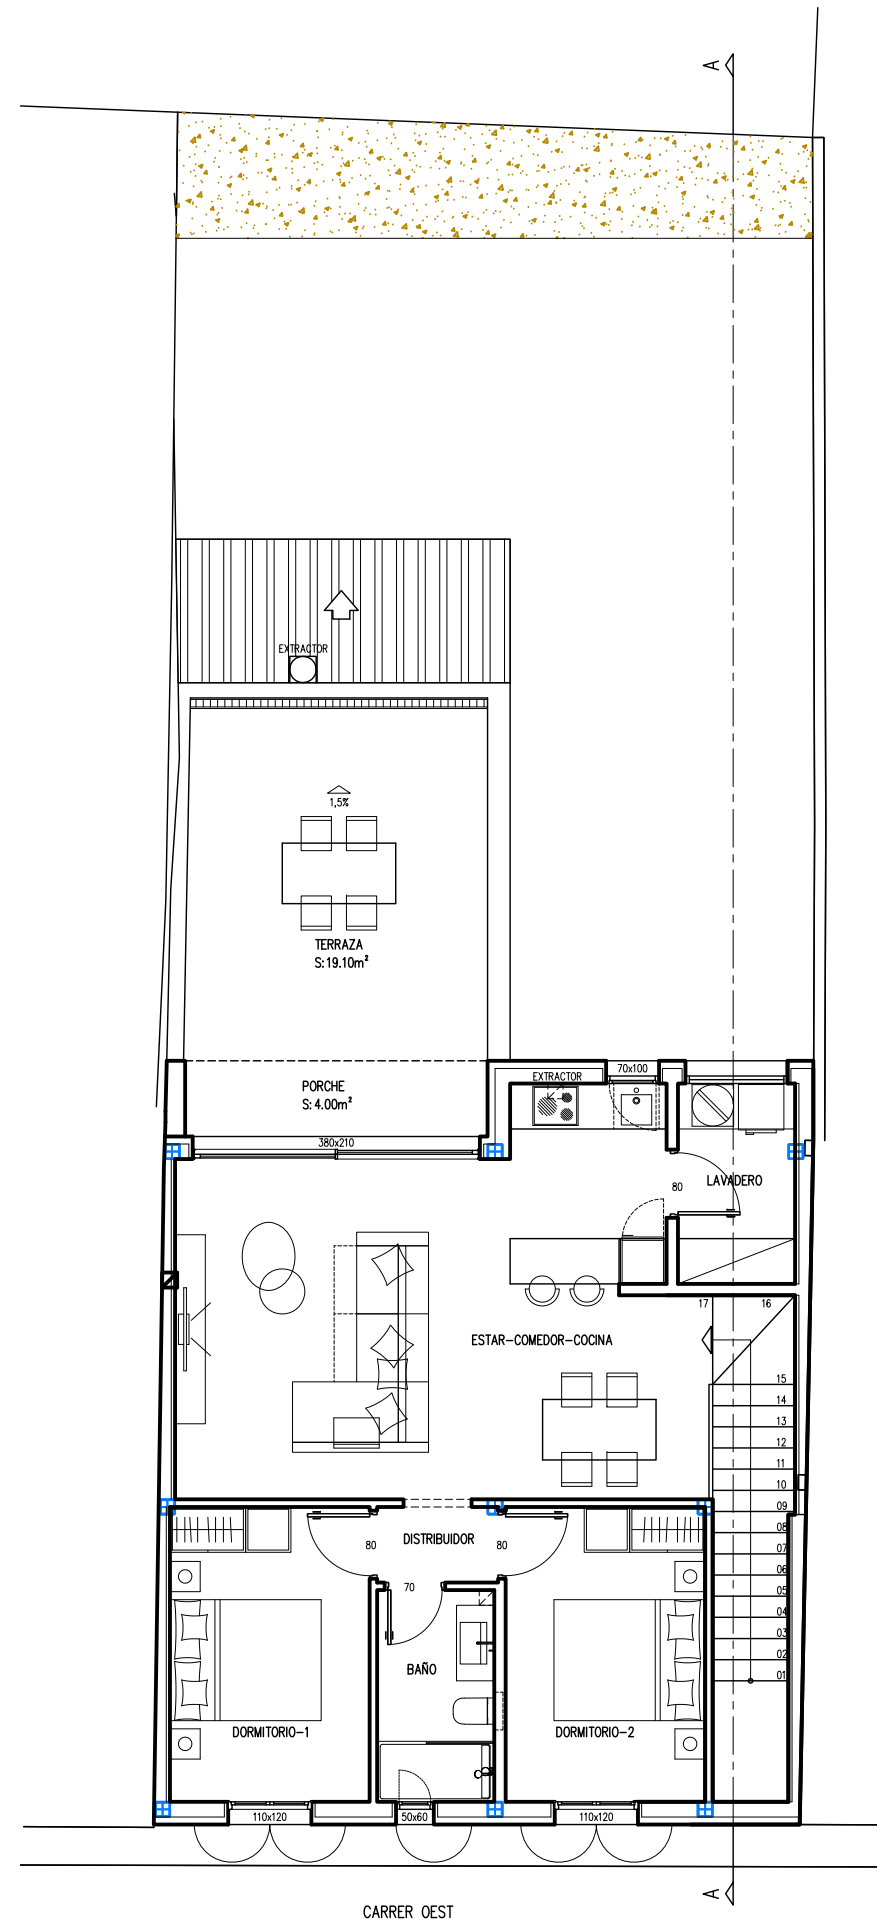 A
EXTRACTOR
1,5%
TERRAZA
S:19.10m²
PORCHE
S: 4.00m²
EXTRACTOR
70x100
380x210
80
LAVADERO
ESTAR-COMEDOR-COCINA
17
16
15
14
13
12
11
10
09
08
07
06
05
04
03
02
01
DISTRIBUIDOR
80
80
70
BAÑO
DORMITORIO-1
DORMITORIO-2
110x120
50x60
110x120
A
CARRER OEST